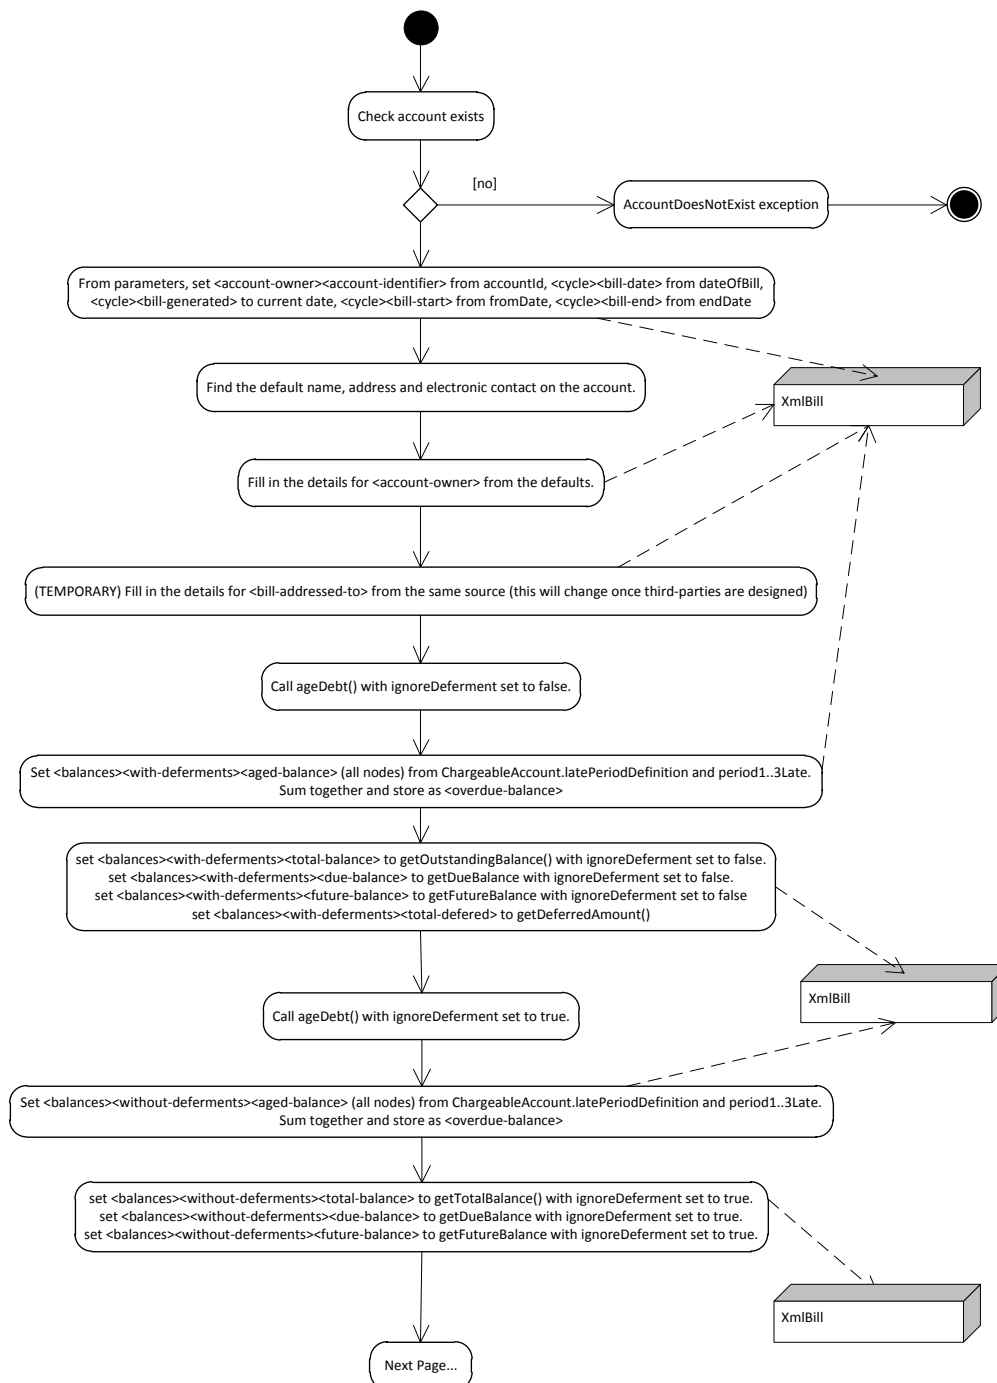 Check account exists
[no]
AccountDoesNotExist exception
From parameters, set <account-owner><account-identifier> from accountId, <cycle><bill-date> from dateOfBill,
<cycle><bill-generated> to current date, <cycle><bill-start> from fromDate, <cycle><bill-end> from endDate
Find the default name, address and electronic contact on the account.
XmlBill
Fill in the details for <account-owner> from the defaults.
(TEMPORARY) Fill in the details for <bill-addressed-to> from the same source (this will change once third-parties are designed)
Call ageDebt() with ignoreDeferment set to false.
Set <balances><with-deferments><aged-balance> (all nodes) from ChargeableAccount.latePeriodDefinition and period1..3Late.
Sum together and store as <overdue-balance>
set <balances><with-deferments><total-balance> to getOutstandingBalance() with ignoreDeferment set to false.
set <balances><with-deferments><due-balance> to getDueBalance with ignoreDeferment set to false.
set <balances><with-deferments><future-balance> to getFutureBalance with ignoreDeferment set to false
set <balances><with-deferments><total-defered> to getDeferredAmount()
XmlBill
Call ageDebt() with ignoreDeferment set to true.
Set <balances><without-deferments><aged-balance> (all nodes) from ChargeableAccount.latePeriodDefinition and period1..3Late.
Sum together and store as <overdue-balance>
set <balances><without-deferments><total-balance> to getTotalBalance() with ignoreDeferment set to true.
set <balances><without-deferments><due-balance> to getDueBalance with ignoreDeferment set to true.
set <balances><without-deferments><future-balance> to getFutureBalance with ignoreDeferment set to true.
XmlBill
Next Page...